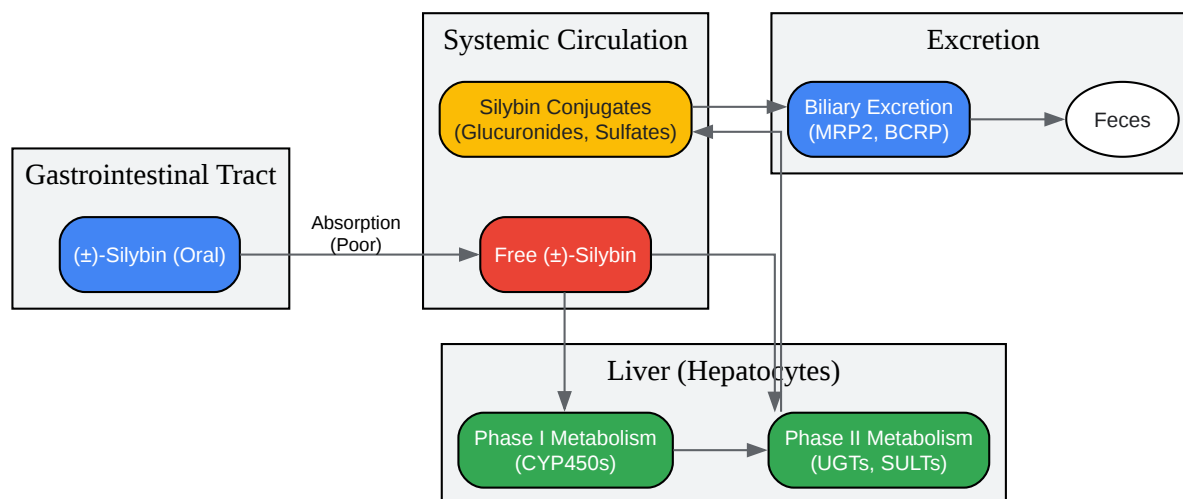 Systemic Circulation
Excretion
Silybin Conjugates
(Glucuronides, Sulfates)
Biliary Excretion
(MRP2, BCRP)
Feces
Gastrointestinal Tract
(±)-Silybin (Oral)
Absorption
(Poor)
Free (±)-Silybin
Liver (Hepatocytes)
Phase I Metabolism
(CYP450s)
Phase II Metabolism
(UGTs, SULTs)